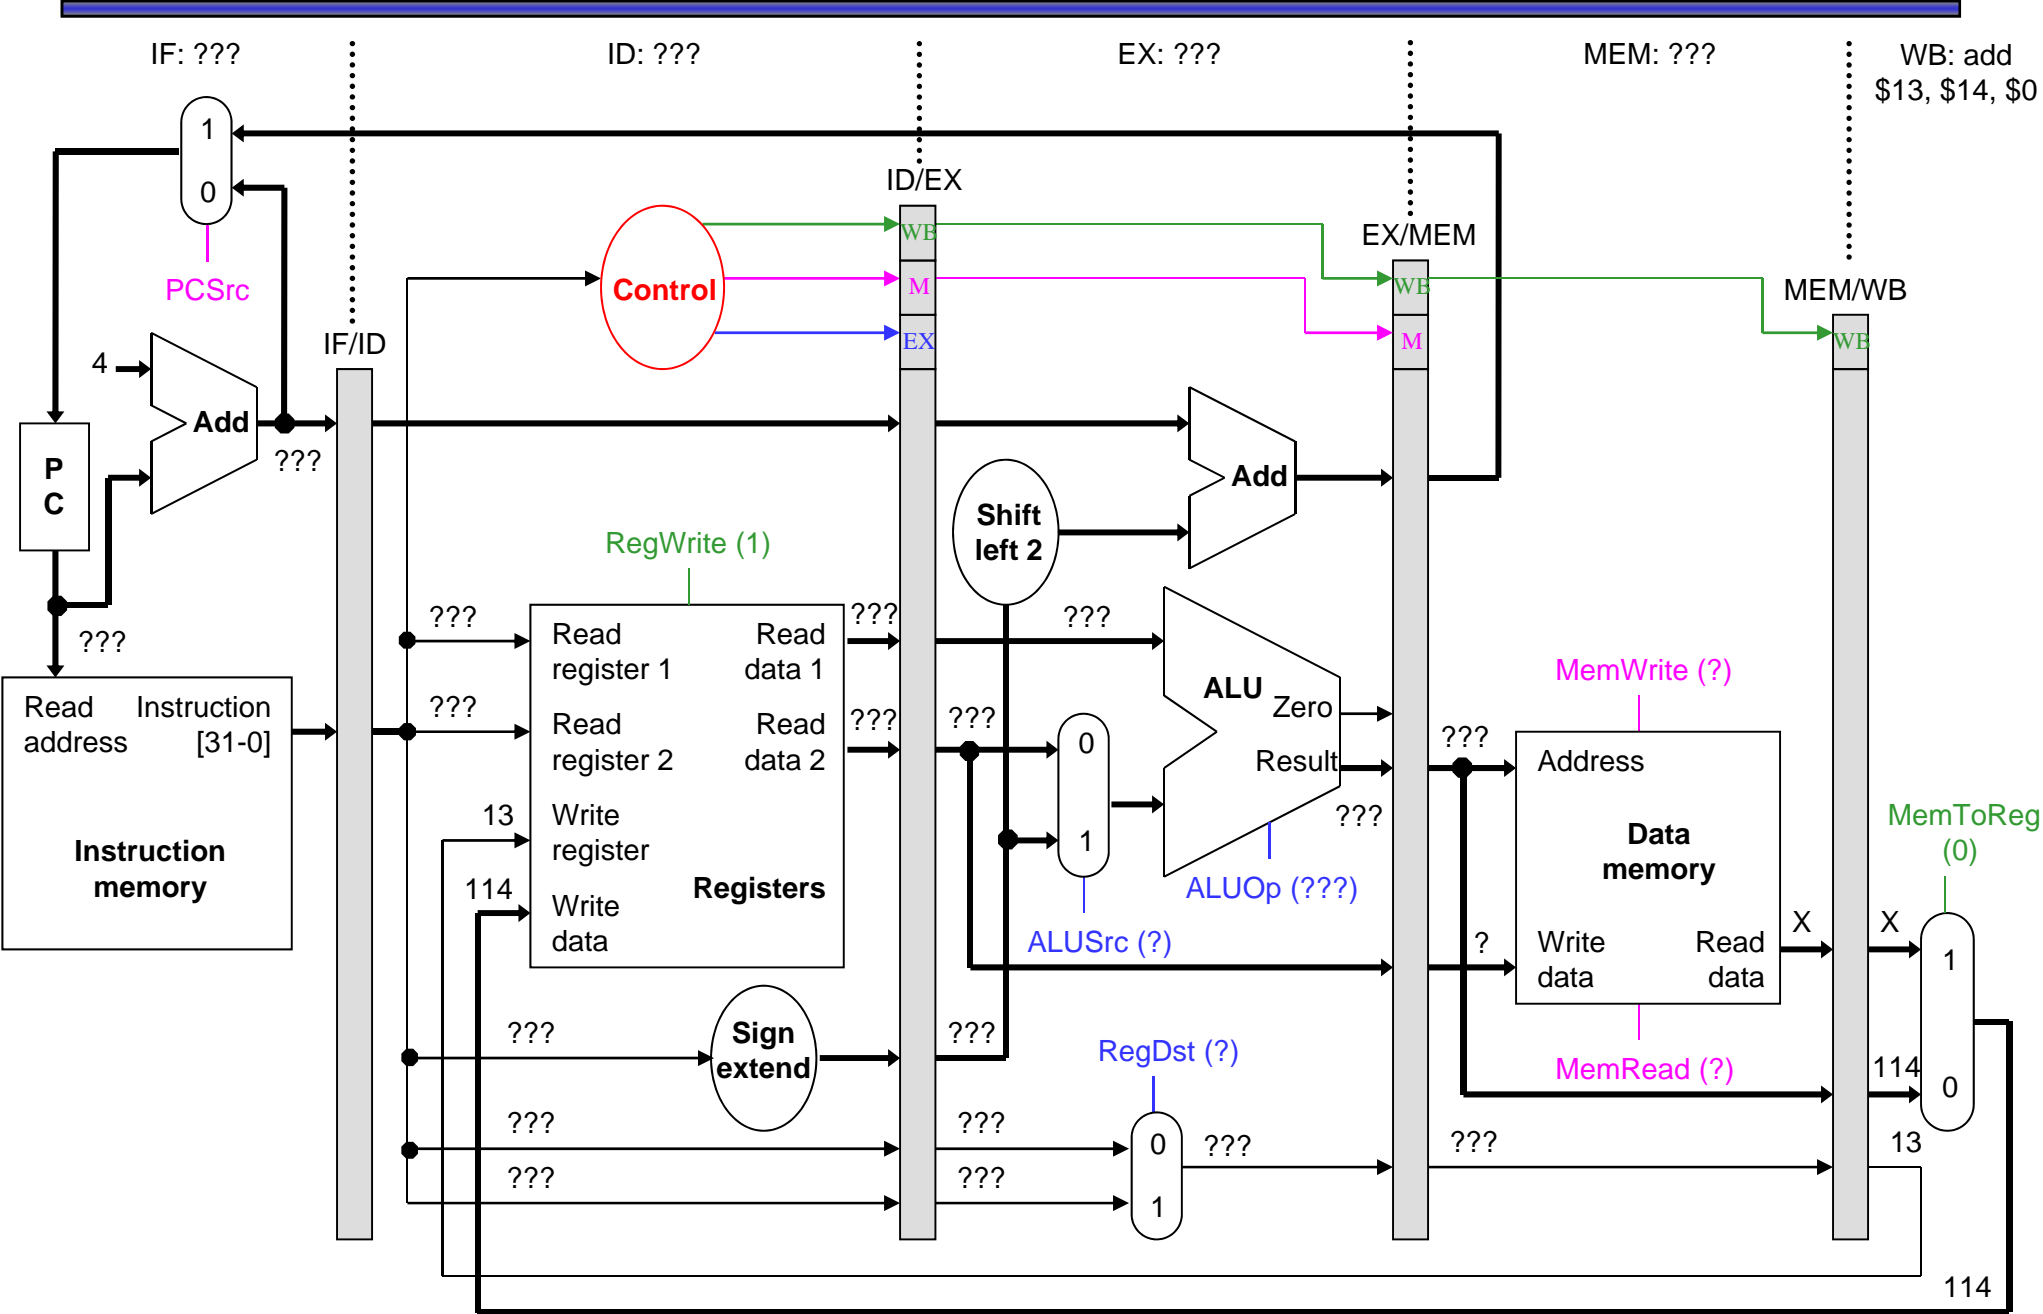 IF: ???
ID: ???
EX: ???
MEM: ???
WB: add
$13, $14, $0
1
0
PCSrc
ID/EX
WB
M
EX
Control
EX/MEM
WB
M
MEM/WB
WB
IF/ID
4
Add
???
P
C
Add
Shift
left 2
RegWrite (1)
???
???
???
???
Read
address
Instruction
[31-0]
Instruction
memory
???
???
13
114
Read
register 1
Read
data 1
Read
register 2
Read
data 2
Write
register
Write
data
Registers
???
0
1
ALU
Zero
Result
???
ALUOp (???)
ALUSrc (?)
MemWrite (?)
???
Address
Data
memory
?
Write
data
Read
data
MemRead (?)
MemToReg
(0)
X
X
1
0
114
13
???
Sign
extend
???
RegDst (?)
???
???
0
1
???
???
???
???
114